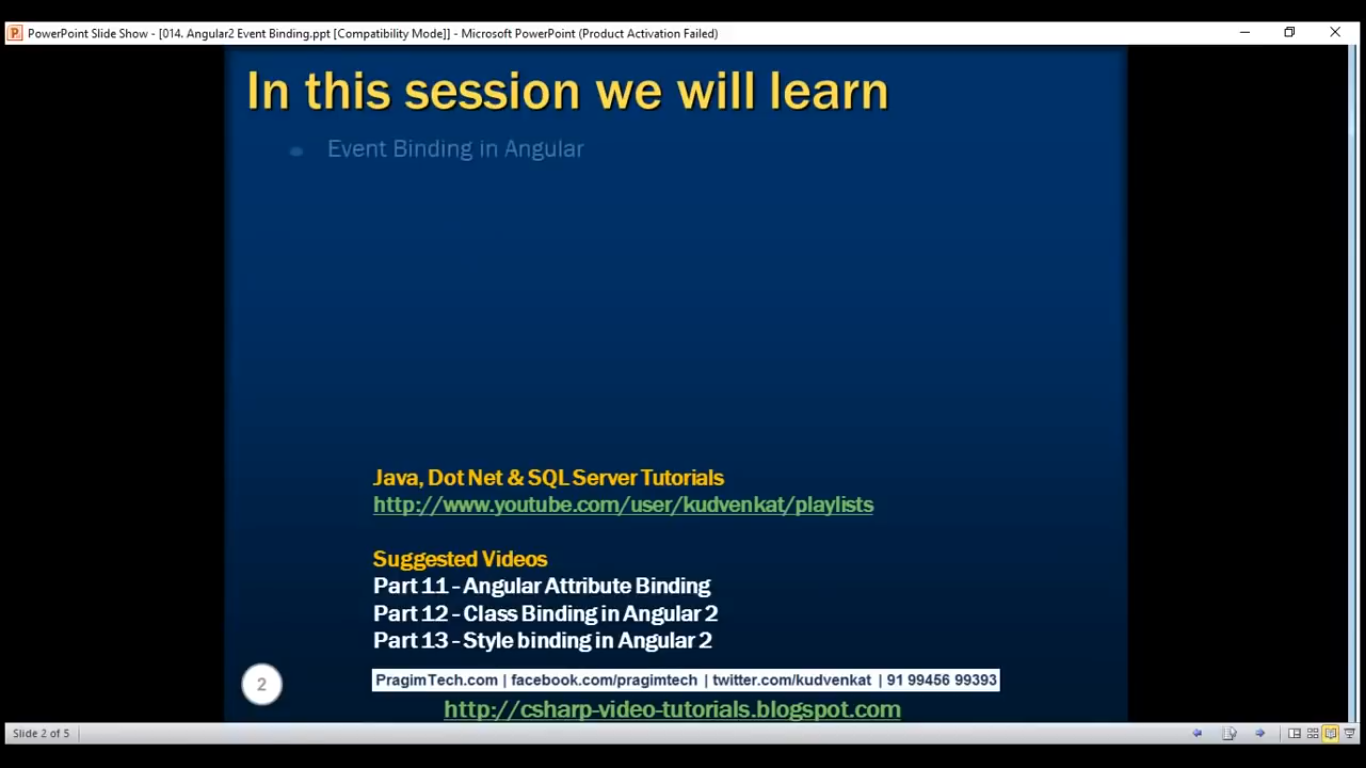 PowerPoint Slide Show - [014. Angular2 Event Binding.ppt [Compatibility Mode]] - Microsoft PowerPoint (Product Activation Failed)
In this session we will learn
Event Binding in Angular
Java, Dot Net & SQL Server Tutorials
http://www.youtube.com/user/kudvenkat/playlists
Suggested Videos
Part 11 - Angular Attribute Binding
Part 12 - Class Binding in Angular 2
Part 13 - Style binding in Angular 2
2
PragimTech.com | facebook.com/pragimtech | twitter.com/kudvenkat | 91 99456 99393
http://csharp-video-tutorials.blogspot.com
Slide 2 of 5